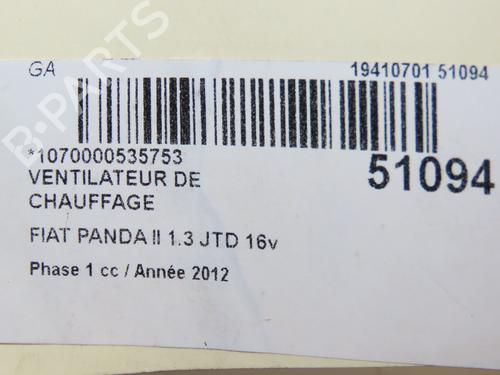 GA
19410701 51094
*1070000535753
51094
VENTILATEUR DE
CHAUFFAGE
FIAT PANDA II 1.3 JTD 16v
Phase 1 cc / Année 2012
B-PARTS